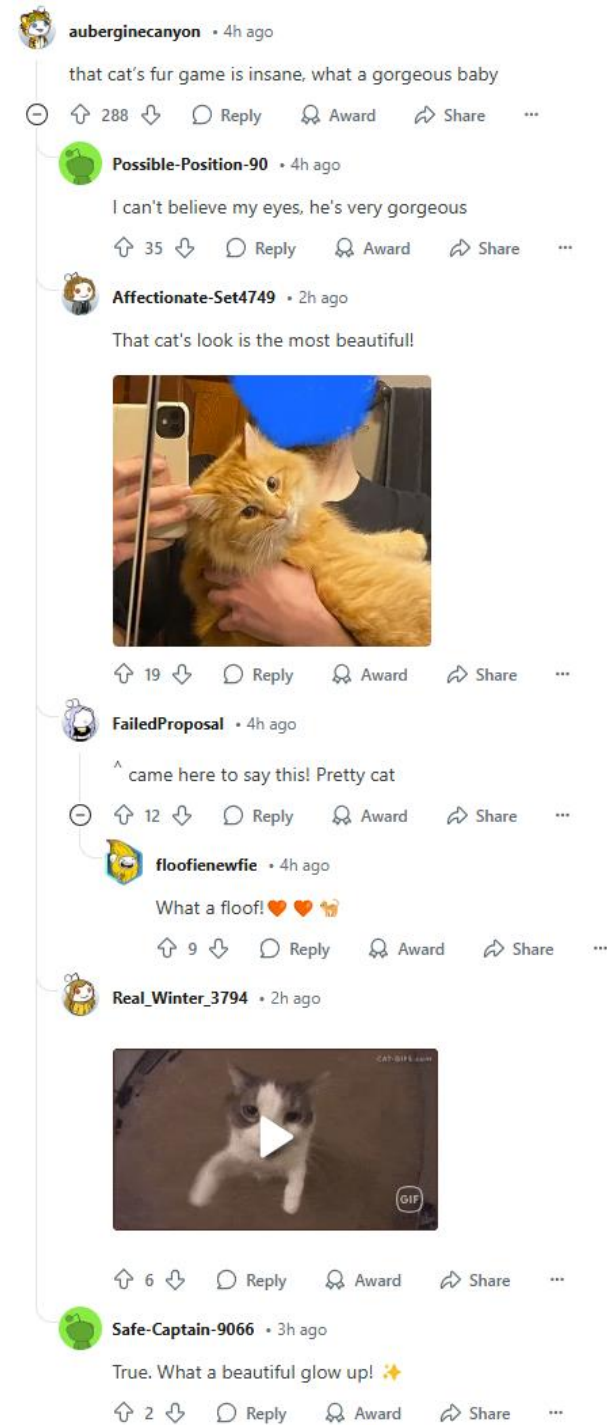 auberginecanyon • 4h ago
that cat's fur game is insane, what a gorgeous baby
288 Reply Award Share ...
Possible-Position-90 • 4h ago
I can't believe my eyes, he's very gorgeous
35 Reply Award Share ...
Affectionate-Set4749 • 2h ago
That cat's look is the most beautiful!
19 Reply Award Share ...
FailedProposal • 4h ago
^ came here to say this! Pretty cat
12 Reply Award Share ...
floofienewfie • 4h ago
What a floof!🧡 🧡 🐈
9 Reply Award Share ...
Real_Winter_3794 • 2h ago
CAT-GIFS.COM
GIF
6 Reply Award Share ...
Safe-Captain-9066 • 3h ago
True. What a beautiful glow up! ✨
2 Reply Award Share ...